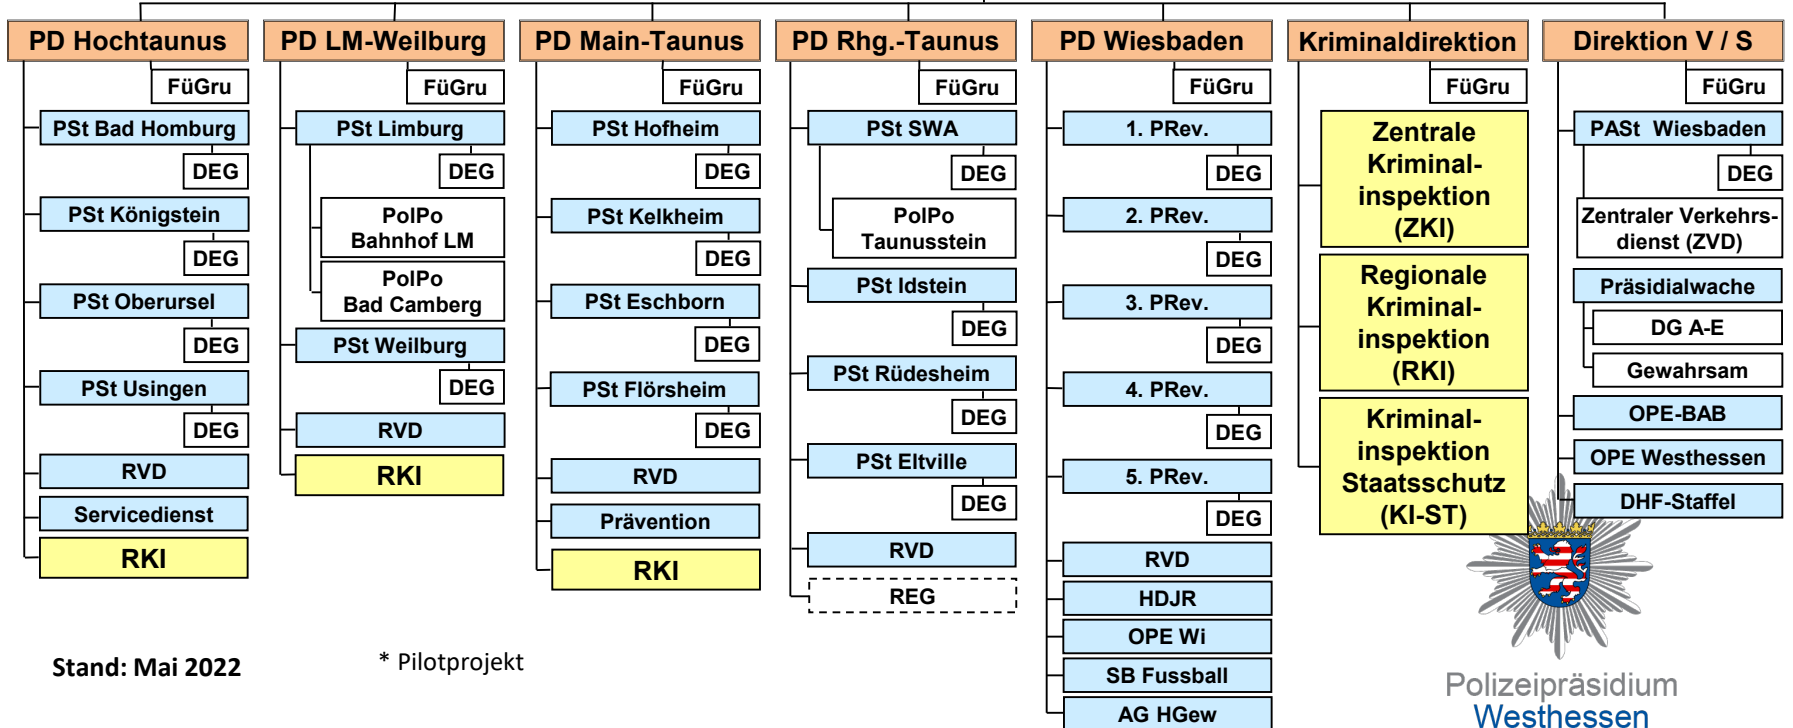 PD Hochtaunus
FüGru
PSt Bad Homburg
DEG
PSt Königstein
DEG
PSt Oberursel
DEG
PSt Usingen
DEG
RVD
Servicedienst
RKI
PD LM-Weilburg
FüGru
PSt Limburg
DEG
PolPo
Bahnhof LM
PolPo
Bad Camberg
PSt Weilburg
DEG
RVD
RKI
PD Main-Taunus
FüGru
PSt Hofheim
DEG
PSt Kelkheim
DEG
PSt Eschborn
DEG
PSt Flörsheim
DEG
RVD
Prävention
RKI
PD Rhg.-Taunus
FüGru
PSt SWA
DEG
PolPo
Taunusstein
PSt Idstein
DEG
PSt Rüdesheim
DEG
PSt Eltville
DEG
RVD
REG
PD Wiesbaden
FüGru
1. PRev.
DEG
2. PRev.
DEG
3. PRev.
DEG
4. PRev.
DEG
5. PRev.
DEG
RVD
HDJR
OPE Wi
SB Fussball
AG HGew
Kriminaldirektion
FüGru
Zentrale
Kriminal-
inspektion
(ZKI)
Regionale
Kriminal-
inspektion
(RKI)
Kriminal-
inspektion
Staatsschutz
(KI-ST)
Direktion V / S
FüGru
PASt Wiesbaden
DEG
Zentraler Verkehrs-
dienst (ZVD)
Präsidialwache
DG A-E
Gewahrsam
OPE-BAB
OPE Westhessen
DHF-Staffel
Stand: Mai 2022
* Pilotprojekt
Polizeipräsidium
Westhessen